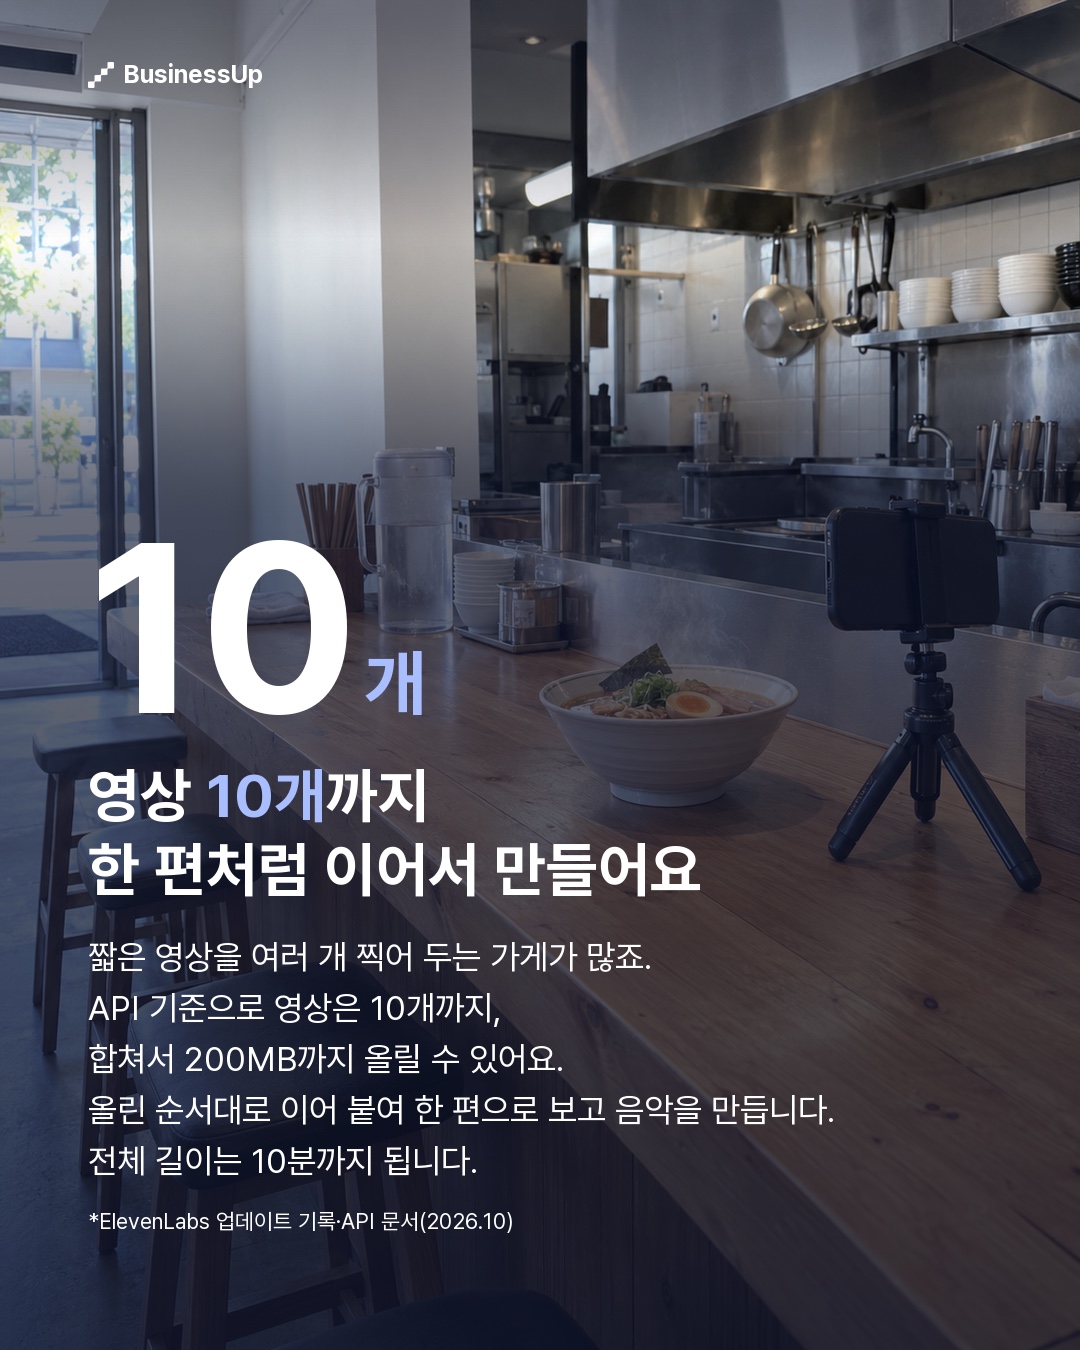 BusinessUp
10개
영상 10개까지
한 편처럼 이어서 만들어요
짧은 영상을 여러 개 찍어 두는 가게가 많죠.
API 기준으로 영상은 10개까지,
합쳐서 200MB까지 올릴 수 있어요.
올린 순서대로 이어 붙여 한 편으로 보고 음악을 만듭니다.
전체 길이는 10분까지 됩니다.
*ElevenLabs 업데이트 기록·API 문서(2026.10)